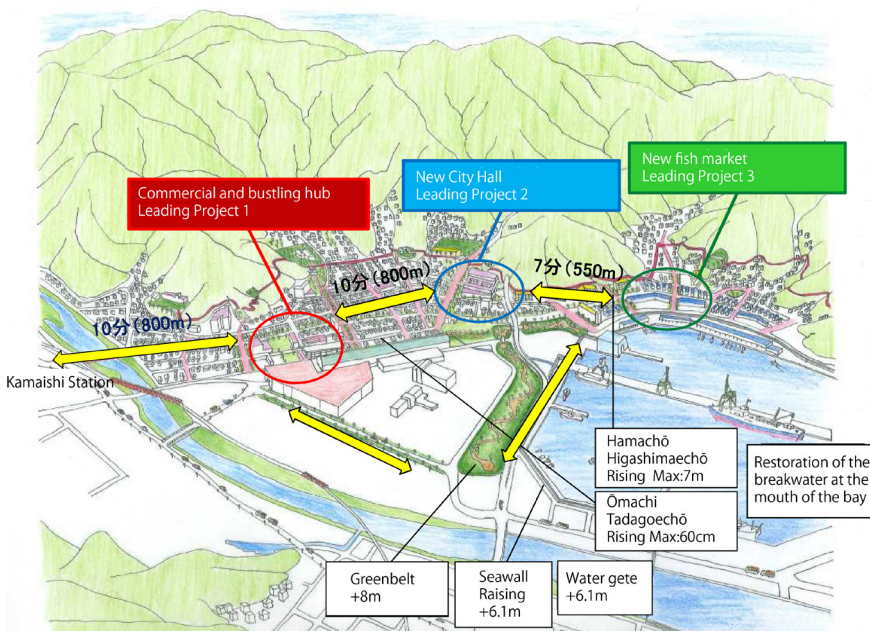 New fish market
Leading Project 3
New City Hall
Leading Project 2
Commercial and bustling hub
Leading Project 1
7分(550m)
10分(800m)
10分(800m)
Kamaishi Station
Hamachō
Higashimaechō
Rising Max:7m
Restoration of the
breakwater at the
mouth of the bay
Ōmachi
Tadagoechō
Rising Max:60cm
Greenbelt
+8m
Seawall
Raising
+6.1m
Water gete
+6.1m